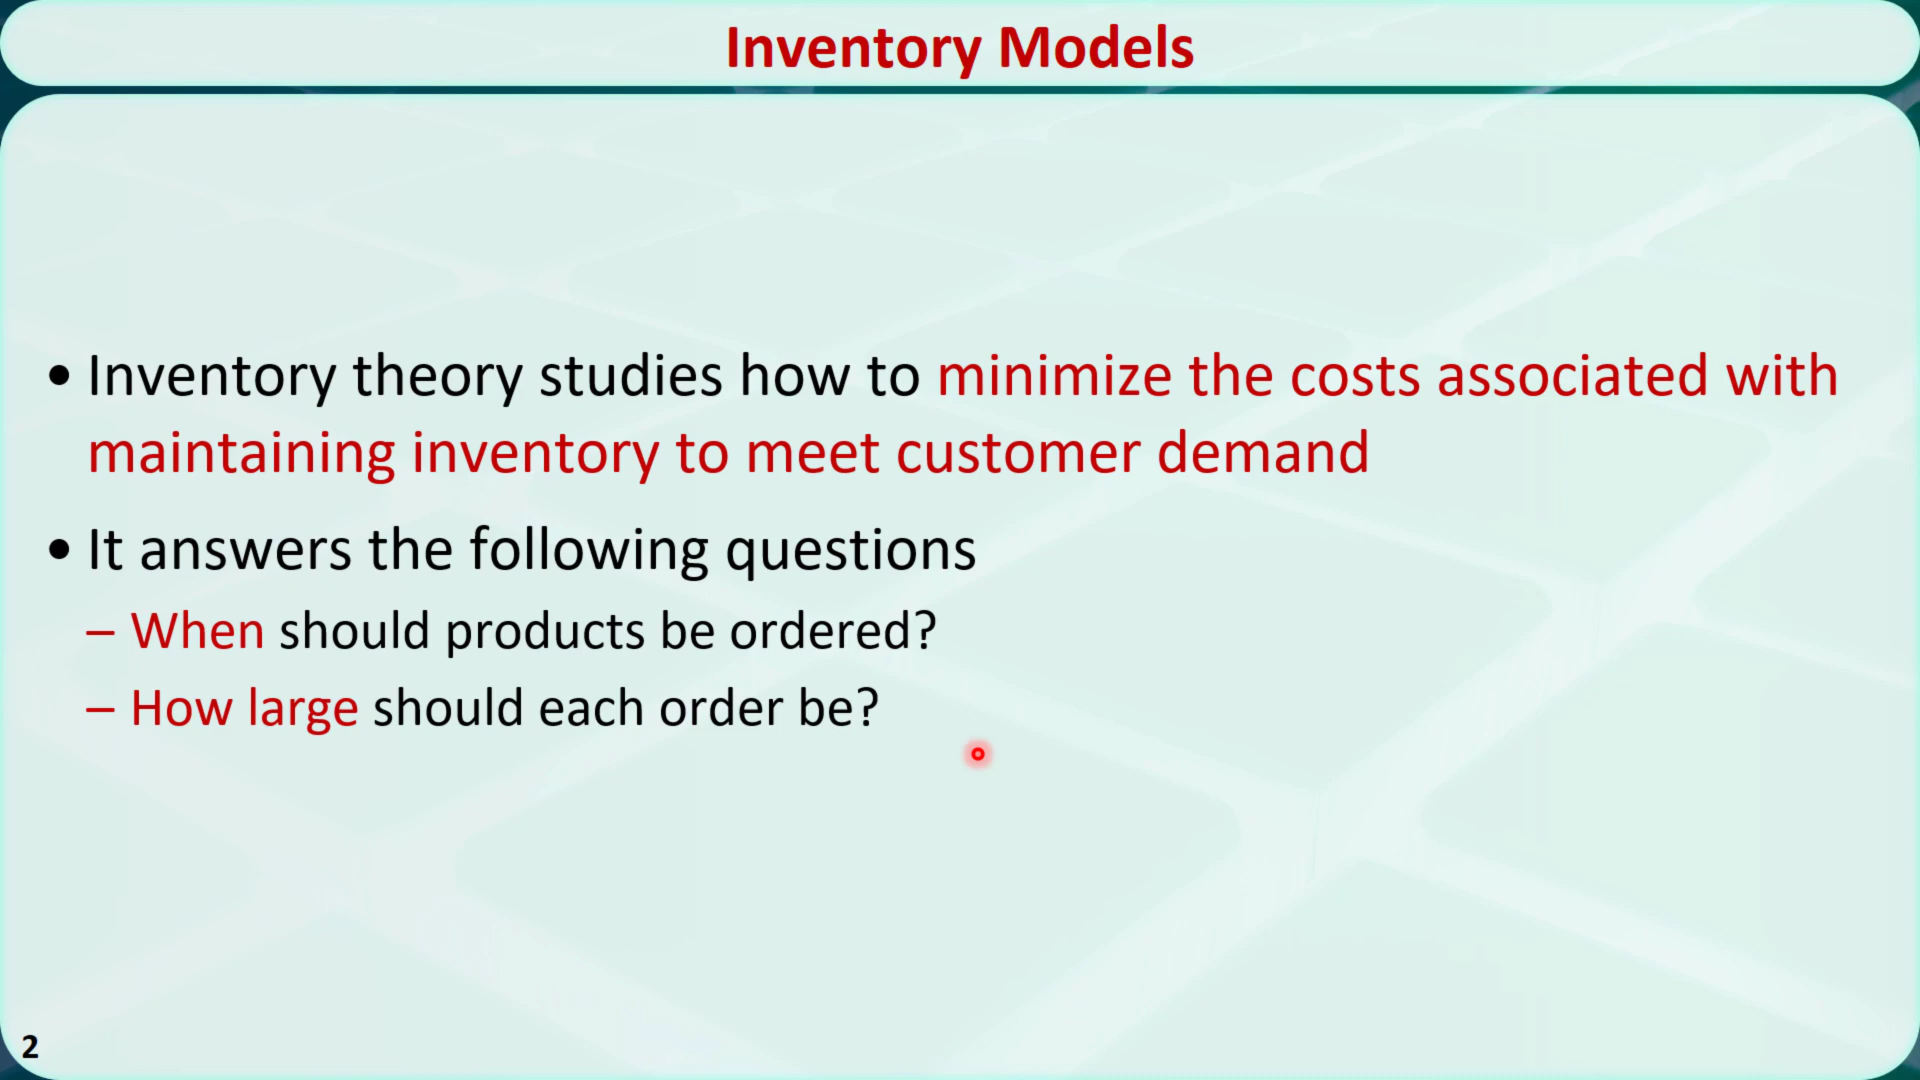 Inventory Models
• Inventory theory studies how to minimize the costs associated with
maintaining inventory to meet customer demand
• It answers the following questions
– When should products be ordered?
– How large should each order be?
2